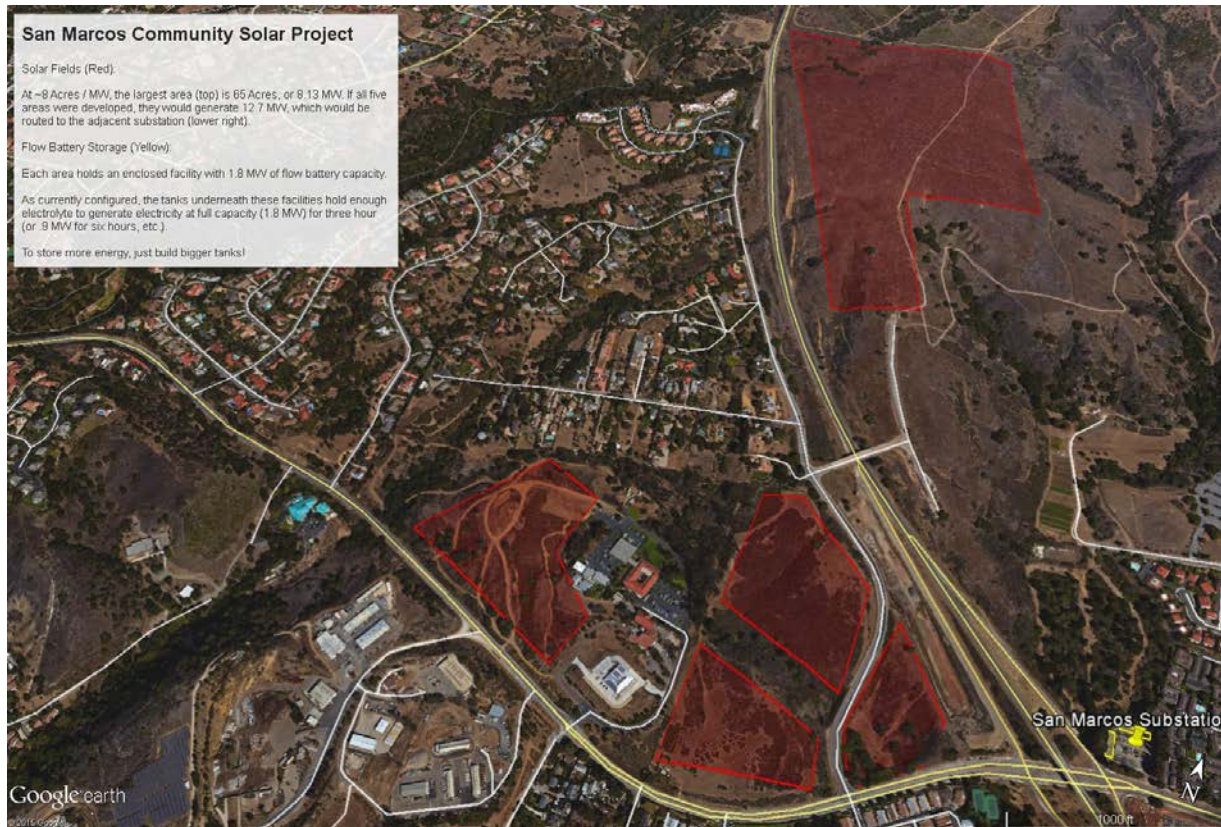 San Marcos Community Solar Project
Solar Fields (Red):
At ~8 Acres / MW, the largest area (top) is 65 Acres, or 8.13 MW. If all five
areas were developed, they would generate 12.7 MW, which would be
routed to the adjacent substation (lower right).
Flow Battery Storage (Yellow):
Each area holds an enclosed facility with 1.8 MW of flow battery capacity.
As currently configured, the tanks underneath these facilities hold enough
electrolyte to generate electricity at full capacity (1.8 MW) for three hour
(or .9 MW for six hours, etc.).
To store more energy, just build bigger tanks!
San Marcos Substatio
N
Google earth
1000 ft